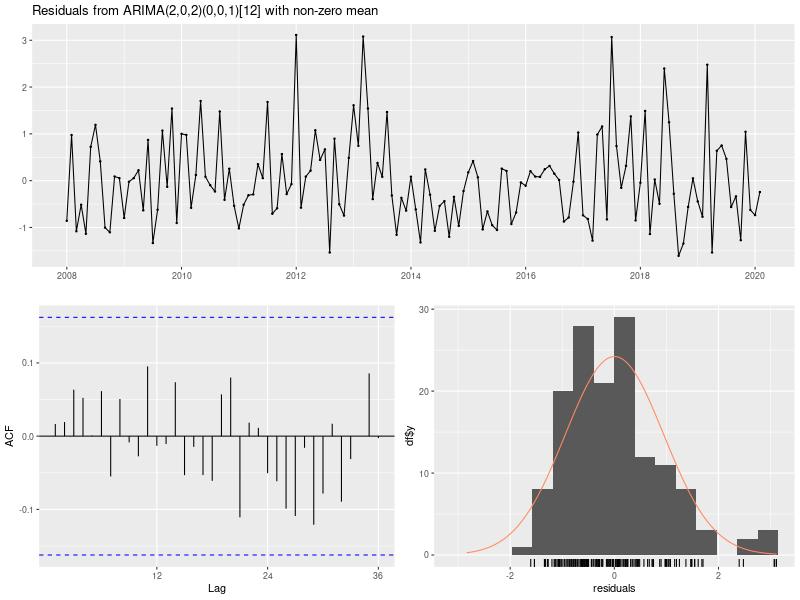 Residuals from ARIMA(2,0,2)(0,0,1)[12] with non-zero mean
3
2
1
0
-1
2008 2010 2012 2014 2016 2018 2020
0.1
0.0
-0.1
ACF
12 24 36
Lag
30
20
10
0
df$y
-2 0 2
residuals